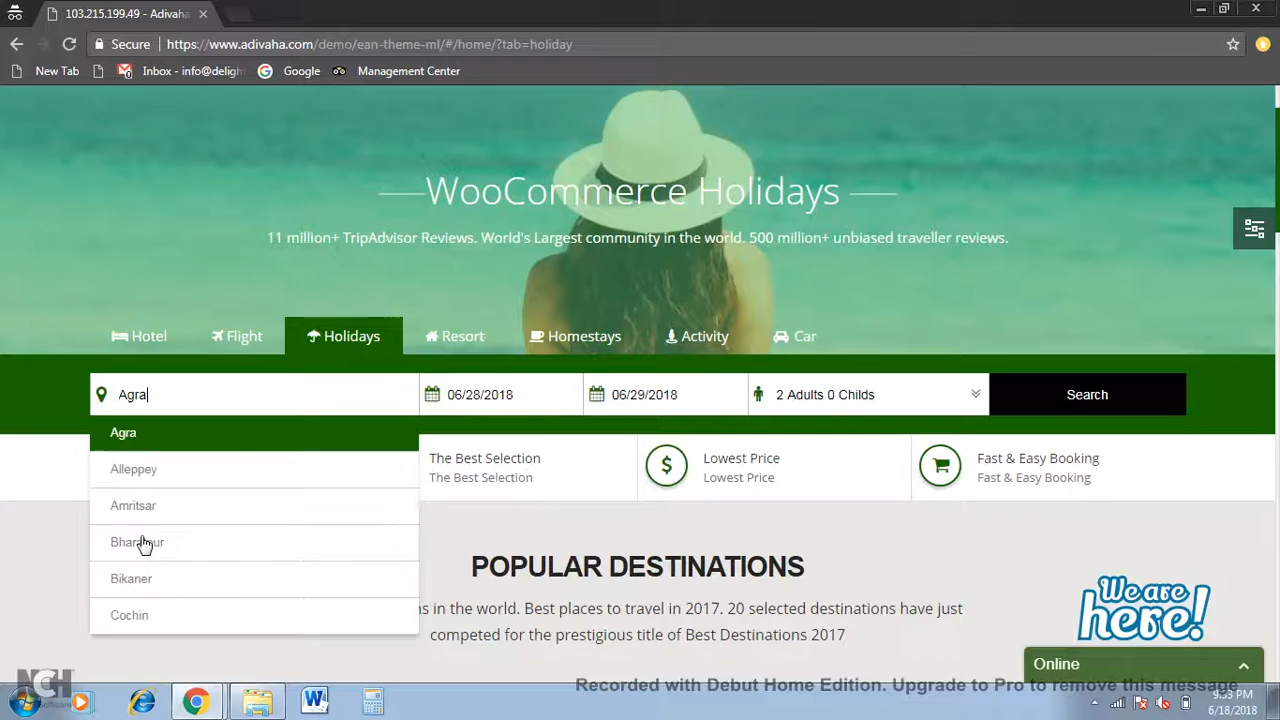 103.215.199.49 - Adivaha
Secure https://www.adivaha.com/demo/ean-theme-ml/#/home/?tab=holiday
New Tab Inbox - info@deligh Google Management Center
WooCommerce Holidays
11 million+ TripAdvisor Reviews. World's Largest community in the world. 500 million+ unbiased traveller reviews.
Hotel Flight Holidays Resort Homestays Activity Car
Agra 06/28/2018 06/29/2018 2 Adults 0 Childs Search
Agra
Alleppey
Amritsar
Bikaner
Cochin
The Best Selection
The Best Selection
Lowest Price
Lowest Price
Fast & Easy Booking
Fast & Easy Booking
POPULAR DESTINATIONS
in the world. Best places to travel in 2017. 20 selected destinations have just
competed for the prestigious title of Best Destinations 2017
We are
here!
Online
NCH
Software
Recorded with Debut Home Edition. Upgrade to Pro to remove this message
9:33 PM
6/18/2018